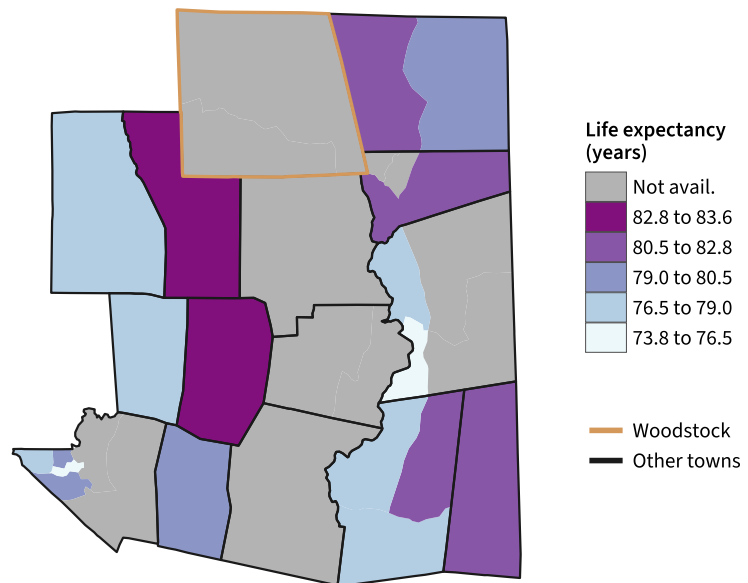 Life expectancy
(years)
Not avail.
82.8 to 83.6
80.5 to 82.8
79.0 to 80.5
76.5 to 79.0
73.8 to 76.5
Woodstock
Other towns